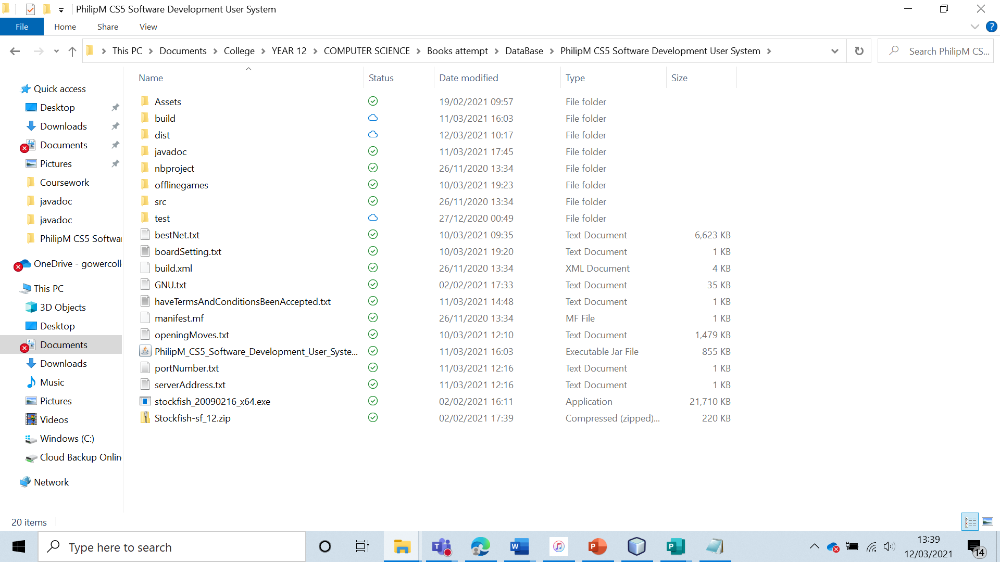 PhilipM CS5 Software Development User System
File Home Share View
This PC Documents College YEAR 12 COMPUTER SCIENCE Books attempt DataBase PhilipM CS5 Software Development User System Search PhilipM CS...
Name Status Date modified Type Size
Quick access
Desktop
Downloads
Documents
Pictures
Coursework
javadoc
javadoc
PhilipM CS5 Softwar
OneDrive - gowercoll
This PC
3D Objects
Desktop
Documents
Downloads
Music
Pictures
Videos
Windows (C:)
Cloud Backup Onlin
Network
Assets 19/02/2021 09:57 File folder
build 11/03/2021 16:03 File folder
dist 12/03/2021 10:17 File folder
javadoc 11/03/2021 17:45 File folder
nbproject 26/11/2020 13:34 File folder
offlinegames 10/03/2021 19:23 File folder
src 26/11/2020 13:34 File folder
test 27/12/2020 00:49 File folder
bestNet.txt 10/03/2021 09:35 Text Document 6,623 KB
boardSetting.txt 10/03/2021 19:20 Text Document 1 KB
build.xml 26/11/2020 13:34 XML Document 4 KB
GNU.txt 02/02/2021 17:33 Text Document 35 KB
haveTermsAndConditionsBeenAccepted.txt 11/03/2021 14:48 Text Document 1 KB
manifest.mf 26/11/2020 13:34 MF File 1 KB
openingMoves.txt 10/03/2021 12:10 Text Document 1,479 KB
PhilipM_CS5_Software_Development_User_Syste... 11/03/2021 16:03 Executable Jar File 855 KB
portNumber.txt 11/03/2021 12:16 Text Document 1 KB
serverAddress.txt 11/03/2021 12:16 Text Document 1 KB
stockfish_20090216_x64.exe 02/02/2021 16:11 Application 21,710 KB
Stockfish-sf_12.zip 02/02/2021 17:39 Compressed (zipped)... 220 KB
20 items
Type here to search
13:39
12/03/2021
14